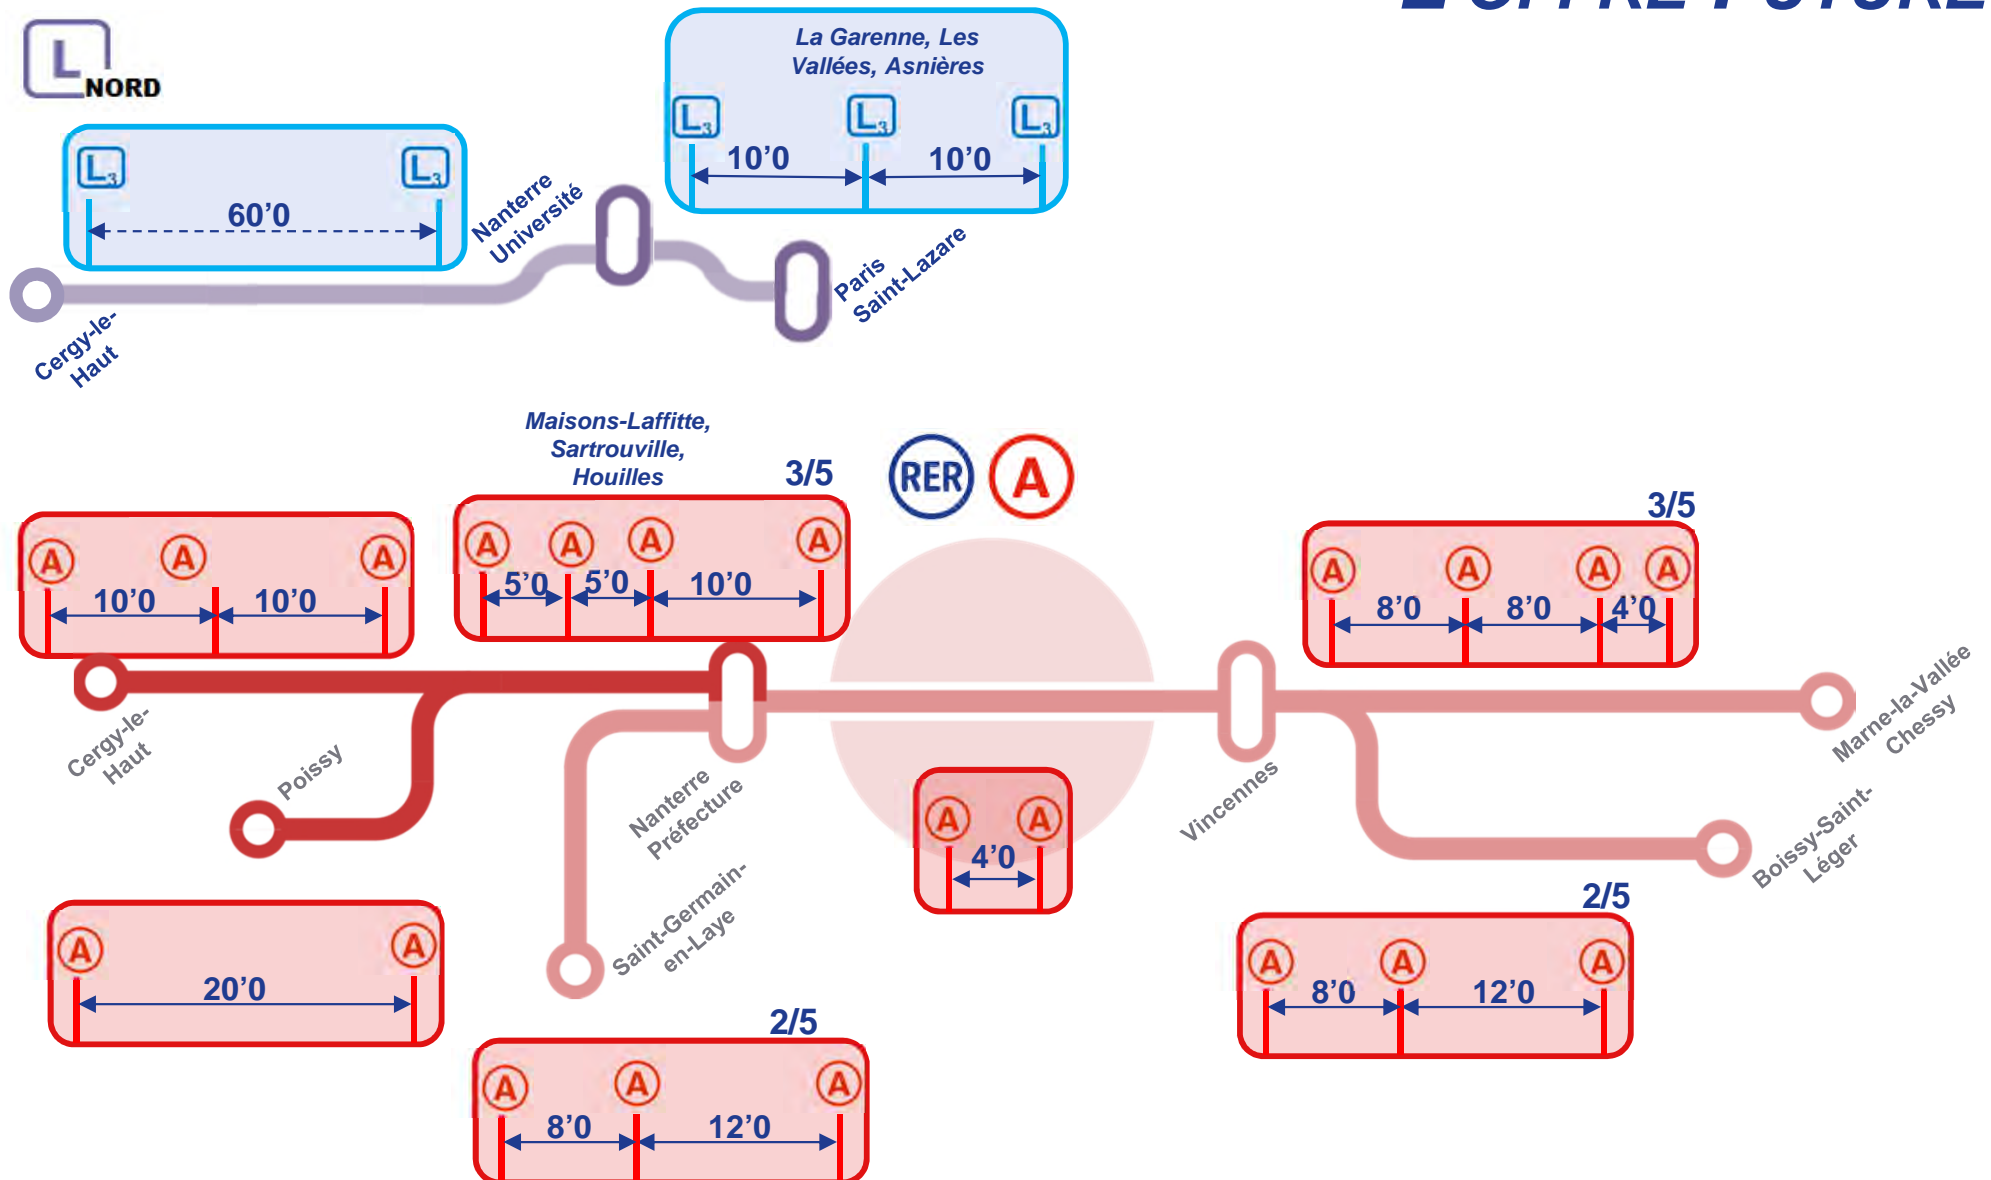 L'OFFRE FUTURE
L
NORD
La Garenne, Les
Vallées, Asnières
L3
L3
L3
10'0
10'0
L3
L3
60'0
Nanterre
Université
Paris
Saint-Lazare
Cergy-le-
Haut
Maisons-Laffitte,
Sartrouville,
Houilles
3/5
RER
A
3/5
A
A
A
10'0
10'0
A
A
A
A
5'0
5'0
10'0
A
A
A
A
8'0
8'0
4'0
Cergy-le-
Haut
Poissy
Nanterre
Préfecture
Saint-Germain-
en-Laye
A
A
4'0
Vincennes
Marne-la-Vallée
Chessy
Boissy-Saint-
Léger
A
A
20'0
2/5
A
A
A
8'0
12'0
2/5
A
A
A
8'0
12'0